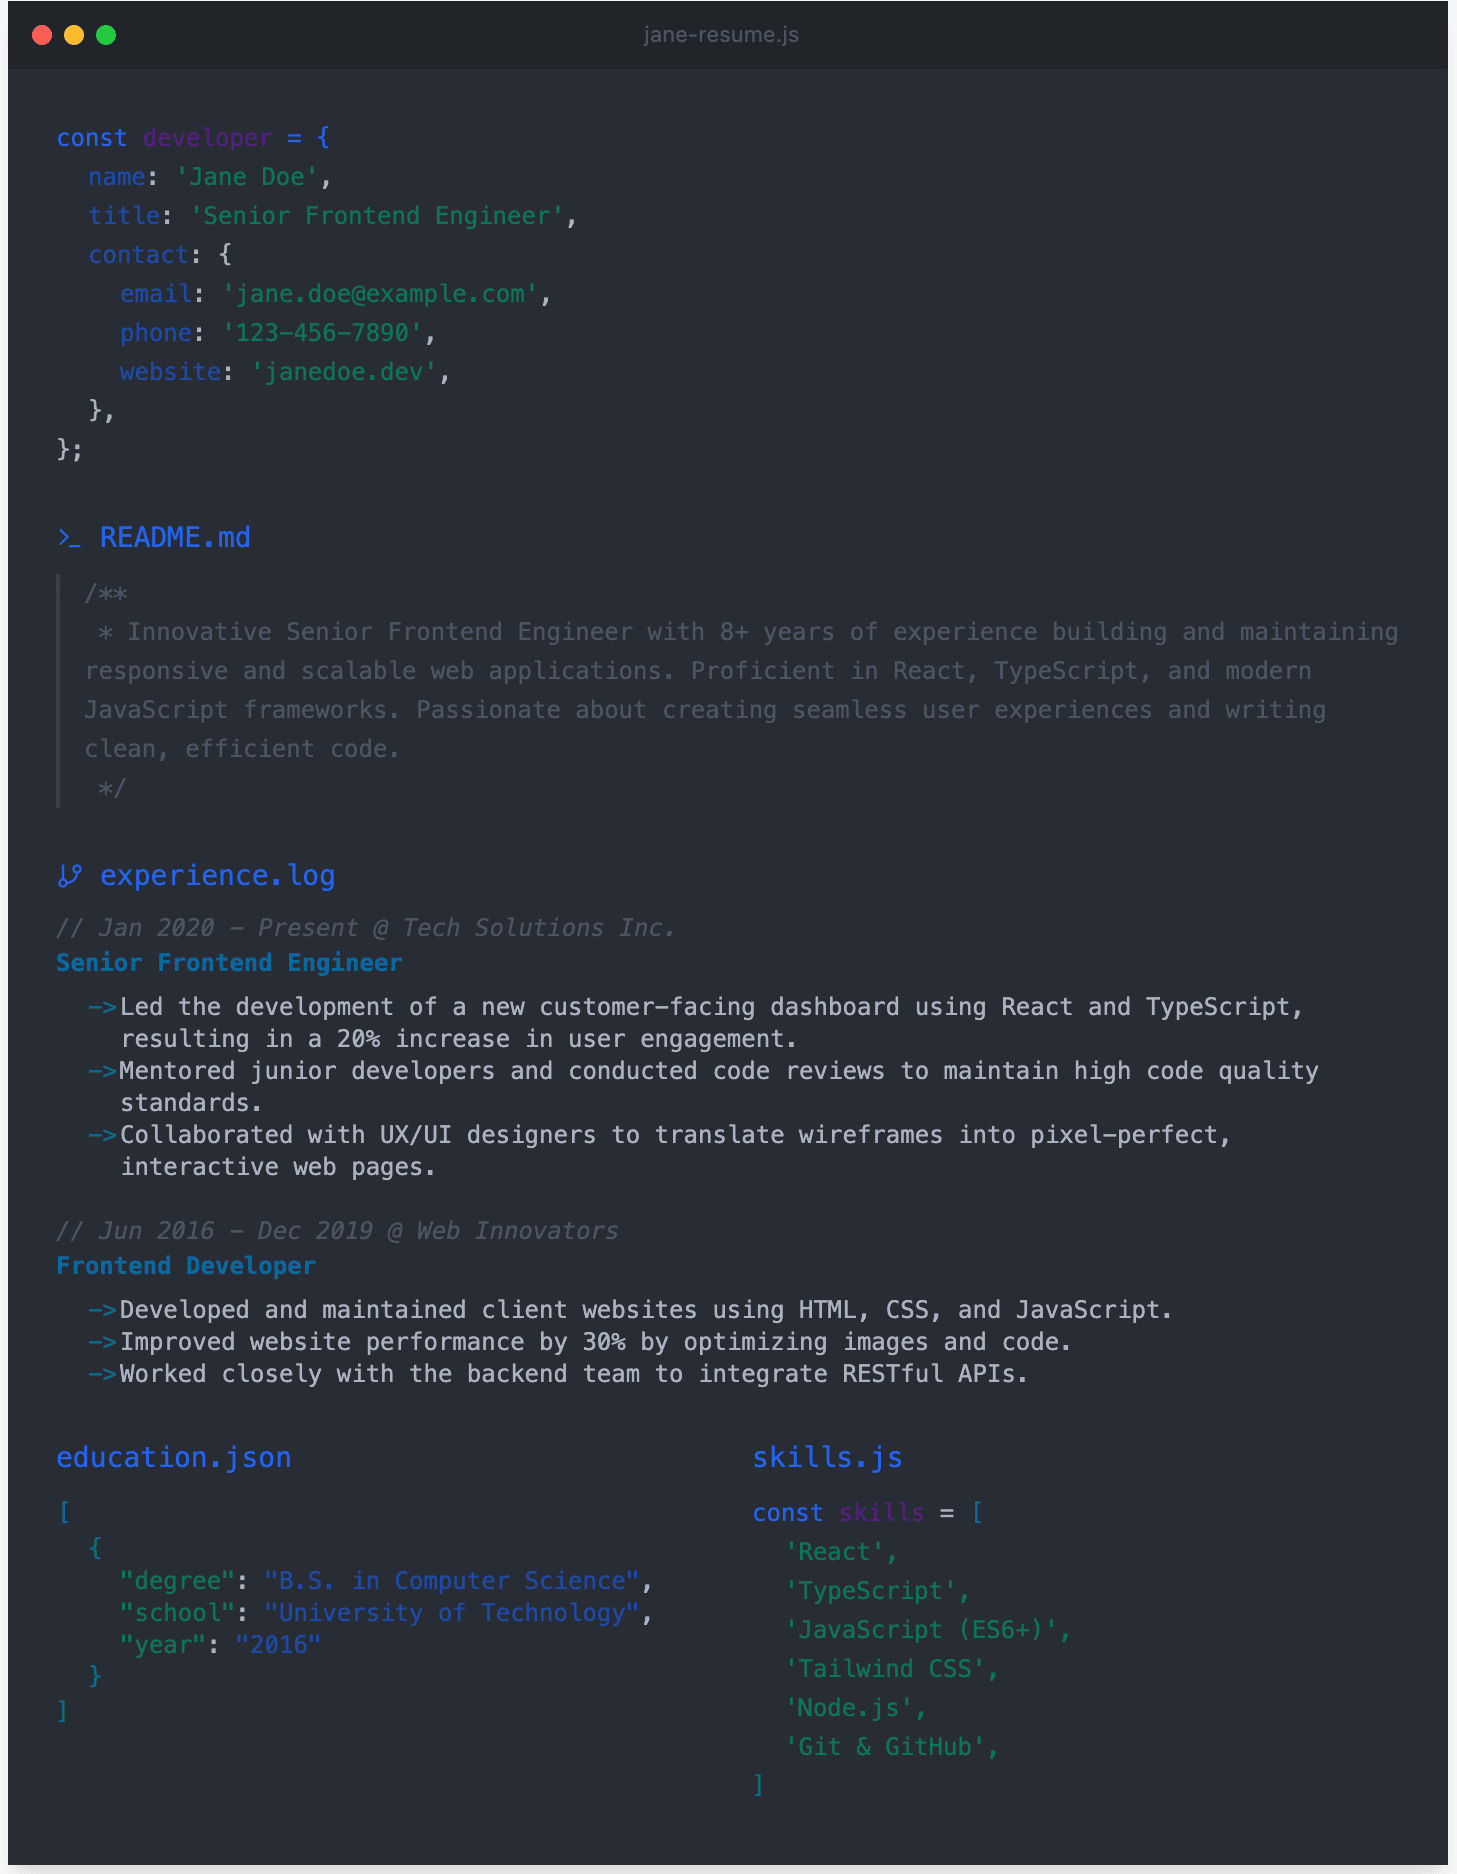 jane-resume.js
const developer = {
name: 'Jane Doe',
title: 'Senior Frontend Engineer',
contact: {
email: 'jane.doe@example.com',
phone: '123-456-7890',
website: 'janedoe.dev',
},
};
>_ README.md
/**
* Innovative Senior Frontend Engineer with 8+ years of experience building and maintaining
responsive and scalable web applications. Proficient in React, TypeScript, and modern
JavaScript frameworks. Passionate about creating seamless user experiences and writing
clean, efficient code.
*/
experience.log
// Jan 2020 - Present @ Tech Solutions Inc.
Senior Frontend Engineer
->Led the development of a new customer-facing dashboard using React and TypeScript,
resulting in a 20% increase in user engagement.
->Mentored junior developers and conducted code reviews to maintain high code quality
standards.
->Collaborated with UX/UI designers to translate wireframes into pixel-perfect,
interactive web pages.
// Jun 2016 - Dec 2019 @ Web Innovators
Frontend Developer
->Developed and maintained client websites using HTML, CSS, and JavaScript.
->Improved website performance by 30% by optimizing images and code.
->Worked closely with the backend team to integrate RESTful APIs.
education.json
[
{
"degree": "B.S. in Computer Science",
"school": "University of Technology",
"year": "2016"
}
]
skills.js
const skills = [
'React',
'TypeScript',
'JavaScript (ES6+)',
'Tailwind CSS',
'Node.js',
'Git & GitHub',
]